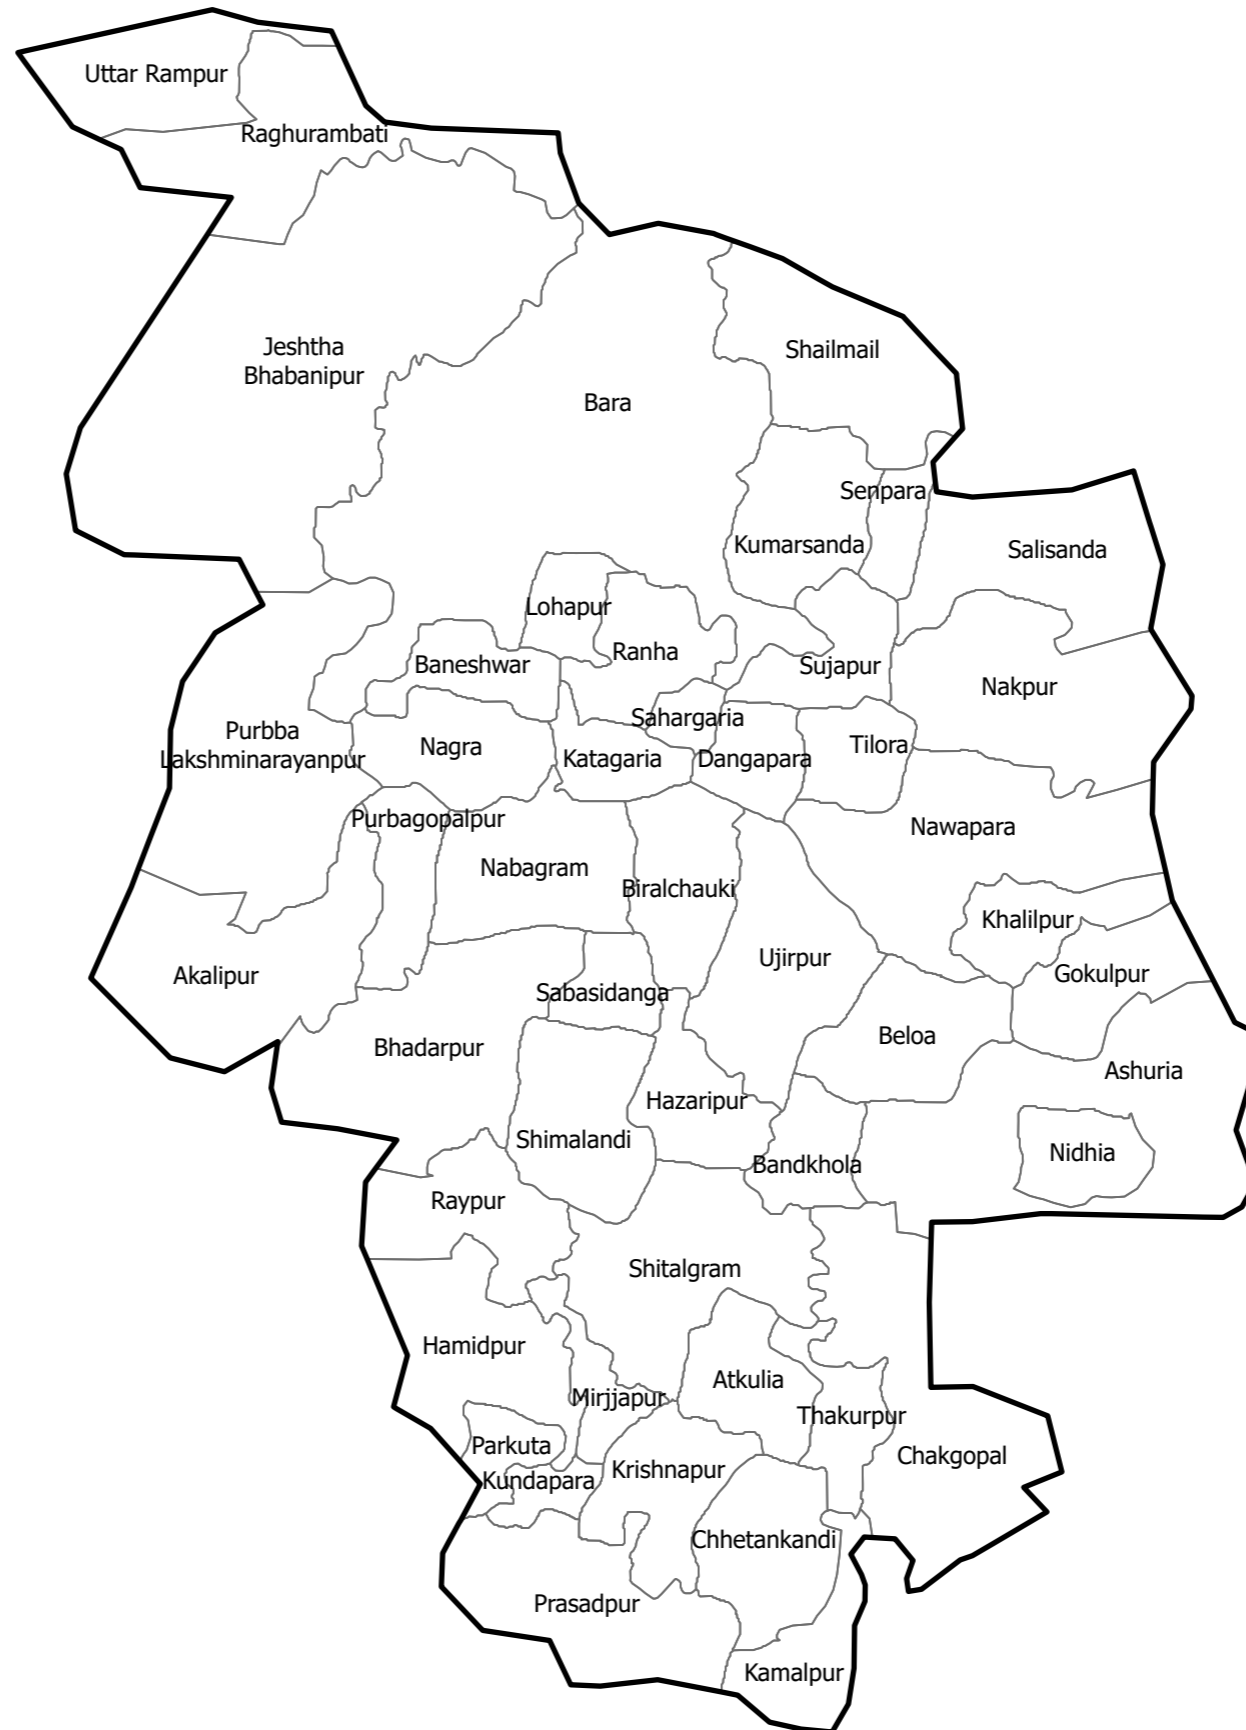 Uttar Rampur
Raghurambati
Jeshtha
Bhabanipur
Shailmail
Bara
Senpara
Kumarsanda
Salisanda
Lohapur
Ranha
Baneshwar
Sujapur
Nakpur
Sahargaria
Purbba
Lakshminarayanpur
Nagra
Katagaria
Dangapara
Tilora
Purbagopalpur
Nawapara
Nabagram
Biralchauki
Khalilpur
Ujirpur
Gokulpur
Akalipur
Sabasidanga
Beloa
Bhadarpur
Ashuria
Hazaripur
Shimalandi
Nidhia
Bandkhola
Raypur
Shitalgram
Hamidpur
Atkulia
Mirjjapur
Thakurpur
Parkuta
Chakgopal
Krishnapur
Kundapara
Chhetankandi
Prasadpur
Kamalpur